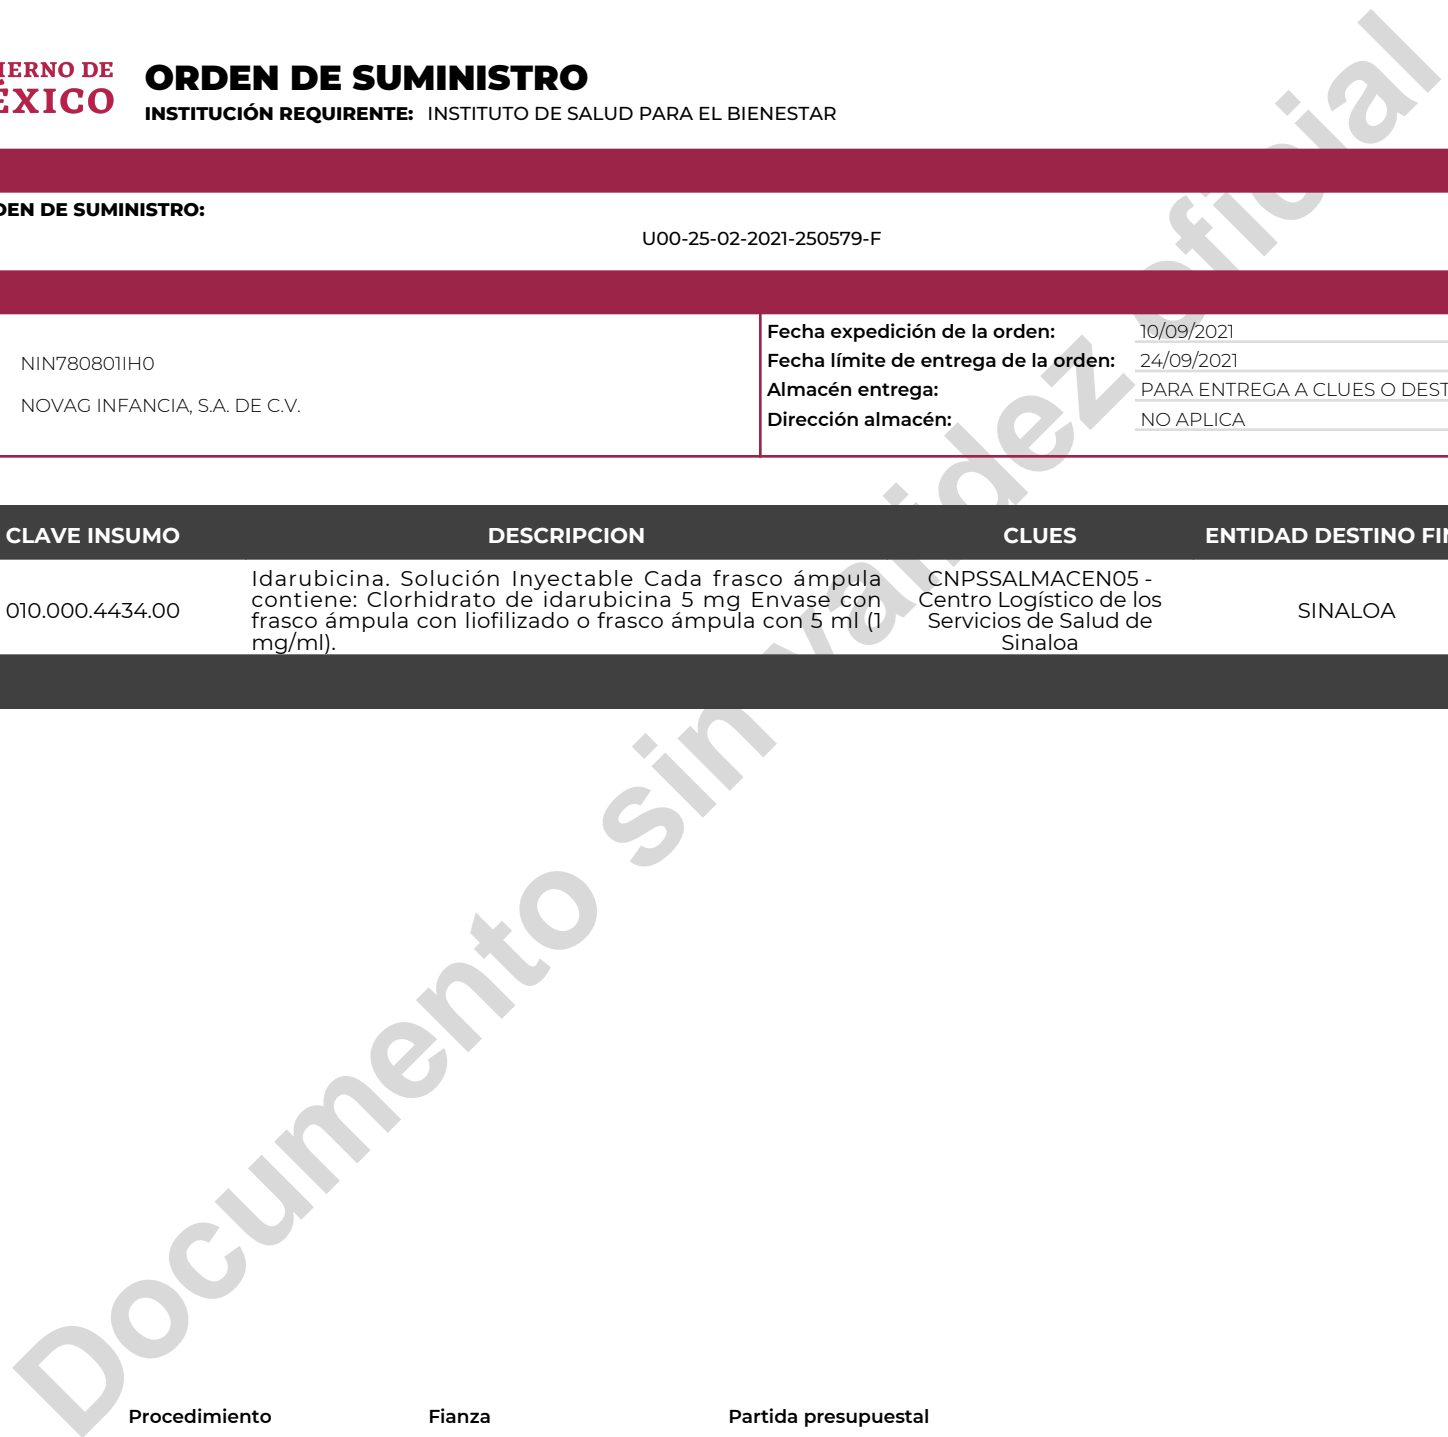 IERNO DE
ÉXICO
ORDEN DE SUMINISTRO
INSTITUCIÓN REQUIRENTE: INSTITUTO DE SALUD PARA EL BIENESTAR
DEN DE SUMINISTRO:
U00-25-02-2021-250579-F
NIN780801IH0
NOVAG INFANCIA, S.A. DE C.V.
Fecha expedición de la orden: 10/09/2021
Fecha límite de entrega de la orden: 24/09/2021
Almacén entrega: PARA ENTREGA A CLUES O DEST
Dirección almacén: NO APLICA
CLAVE INSUMO DESCRIPCION CLUES ENTIDAD DESTINO FIN
010.000.4434.00
Idarubicina. Solución Inyectable Cada frasco ámpula
contiene: Clorhidrato de idarubicina 5 mg Envase con
frasco ámpula con liofilizado o frasco ámpula con 5 ml (1
mg/ml).
CNPSSALMACEN05 -
Centro Logístico de los
Servicios de Salud de
Sinaloa
SINALOA
Documento sin validez oficial
Procedimiento Fianza Partida presupuestal